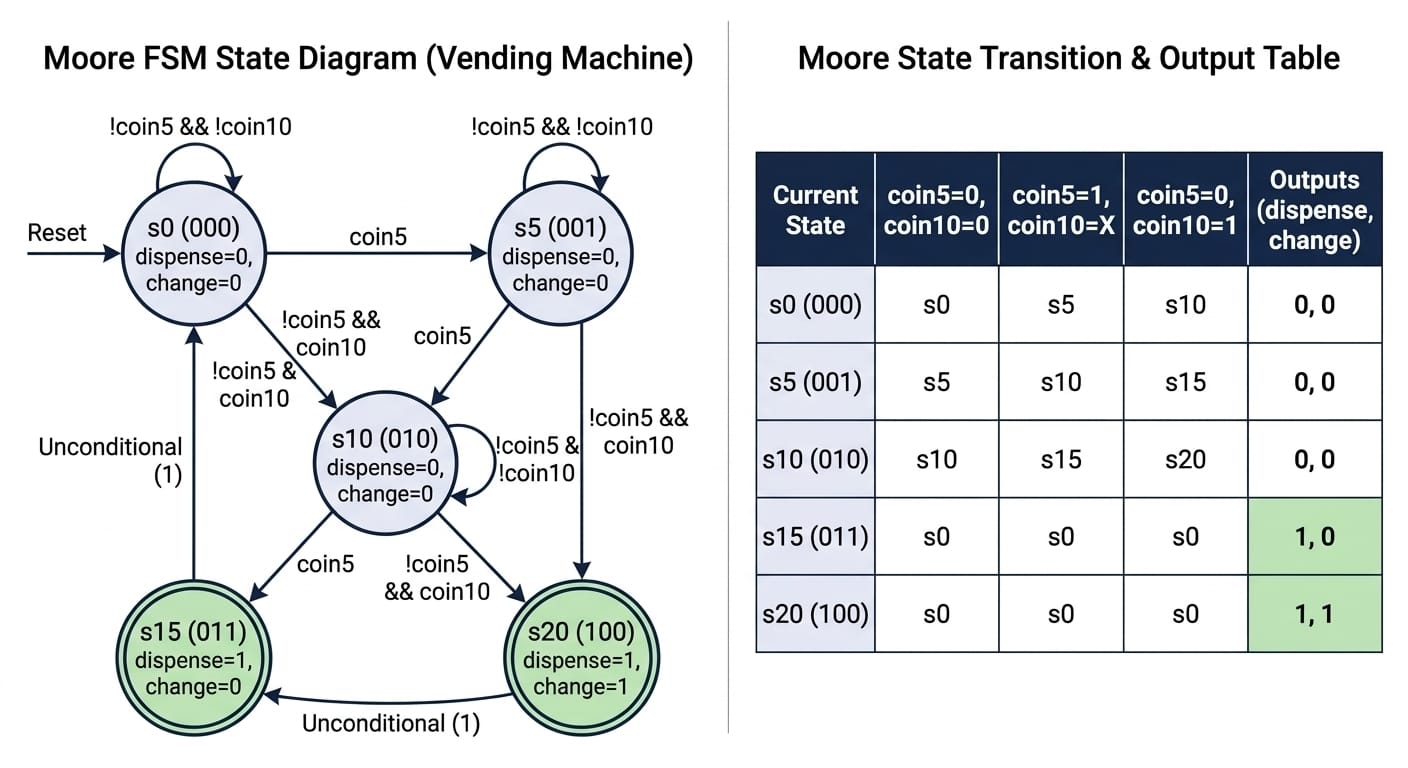 Moore FSM State Diagram (Vending Machine)
!coin5 && !coin10
!coin5 && !coin10
Reset
s0 (000)
dispense=0,
change=0
coin5
s5 (001)
dispense=0,
change=0
!coin5 &&
coin10
coin5
!coin5 &
coin10
!coin5 &&
coin10
Unconditional
(1)
s10 (010)
dispense=0,
change=0
!coin5 &
!coin10
coin5
!coin5
&& coin10
s15 (011)
dispense=1,
change=0
s20 (100)
dispense=1,
change=1
Unconditional (1)
Moore State Transition & Output Table
Current
State
coin5=0,
coin10=0
coin5=1,
coin10=X
coin5=0,
coin10=1
Outputs
(dispense,
change)
s0 (000) s0 s5 s10 0, 0
s5 (001) s5 s10 s15 0, 0
s10 (010) s10 s15 s20 0, 0
s15 (011) s0 s0 s0 1, 0
s20 (100) s0 s0 s0 1, 1